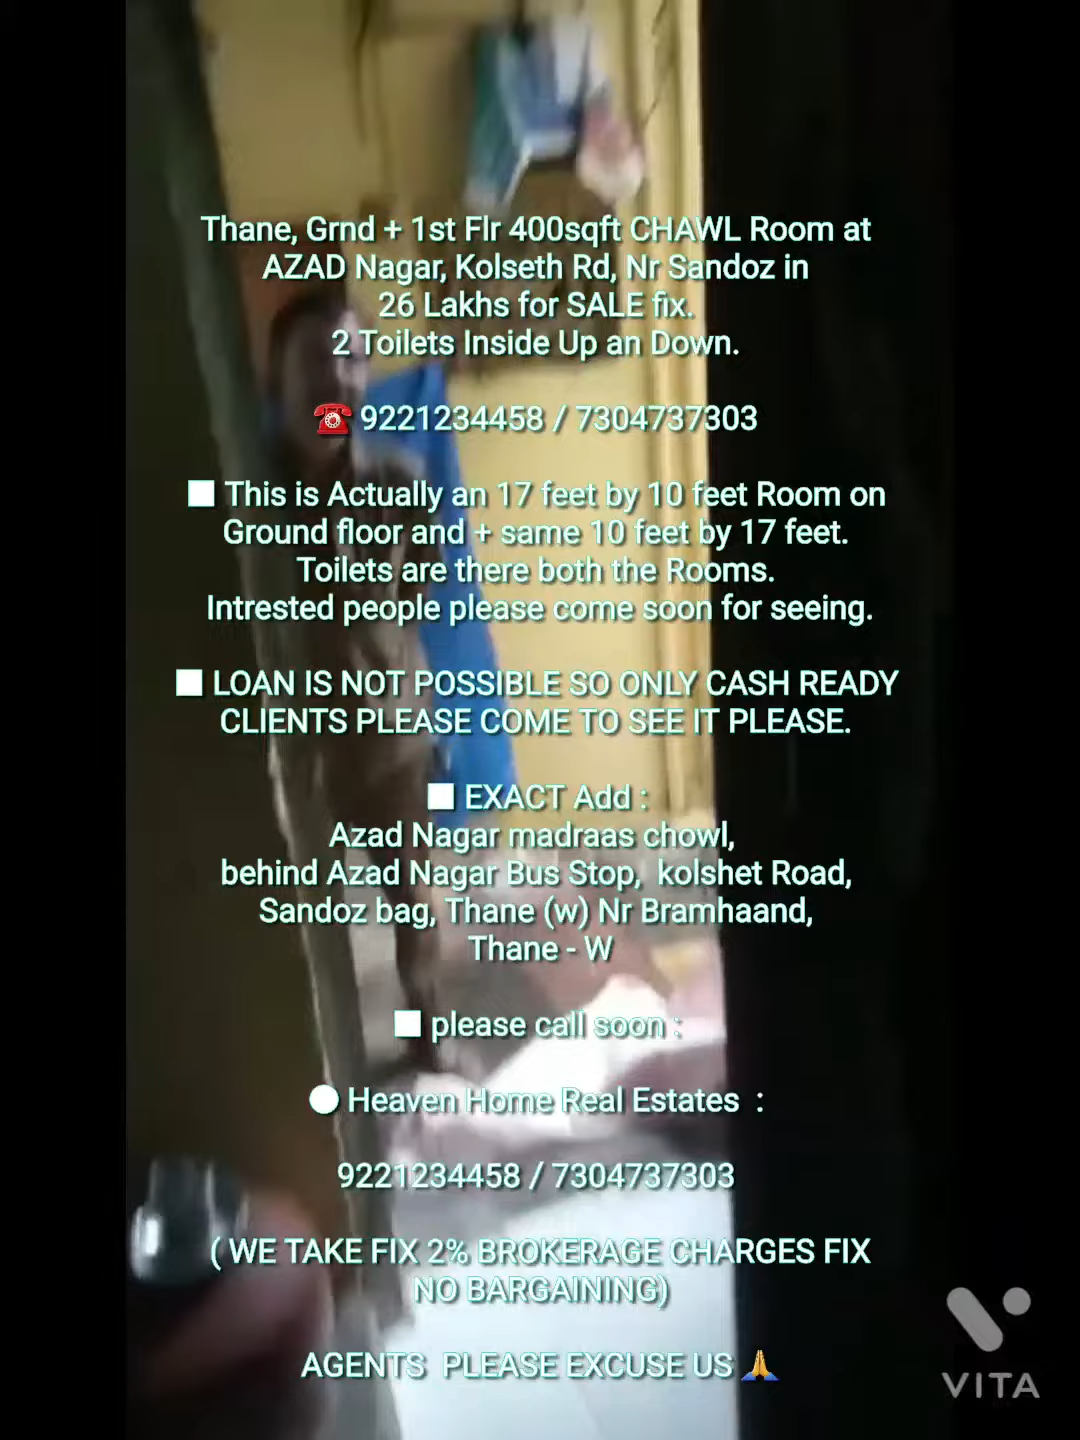 Thane, Grnd + 1st Flr 400sqft CHAWL Room at
AZAD Nagar, Kolseth Rd, Nr Sandoz in
26 Lakhs for SALE fix.
2 Toilets Inside Up an Down.
☎️ 9221234458 / 7304737303
⬜ This is Actually an 17 feet by 10 feet Room on
Ground floor and + same 10 feet by 17 feet.
Toilets are there both the Rooms.
Intrested people please come soon for seeing.
⬜ LOAN IS NOT POSSIBLE SO ONLY CASH READY
CLIENTS PLEASE COME TO SEE IT PLEASE.
⬜ EXACT Add :
Azad Nagar madraas chowl,
behind Azad Nagar Bus Stop, kolshet Road,
Sandoz bag, Thane (w) Nr Bramhaand,
Thane - W
⬜ please call soon :
⚪ Heaven Home Real Estates :
9221234458 / 7304737303
( WE TAKE FIX 2% BROKERAGE CHARGES FIX
NO BARGAINING)
AGENTS PLEASE EXCUSE US 🙏
VITA